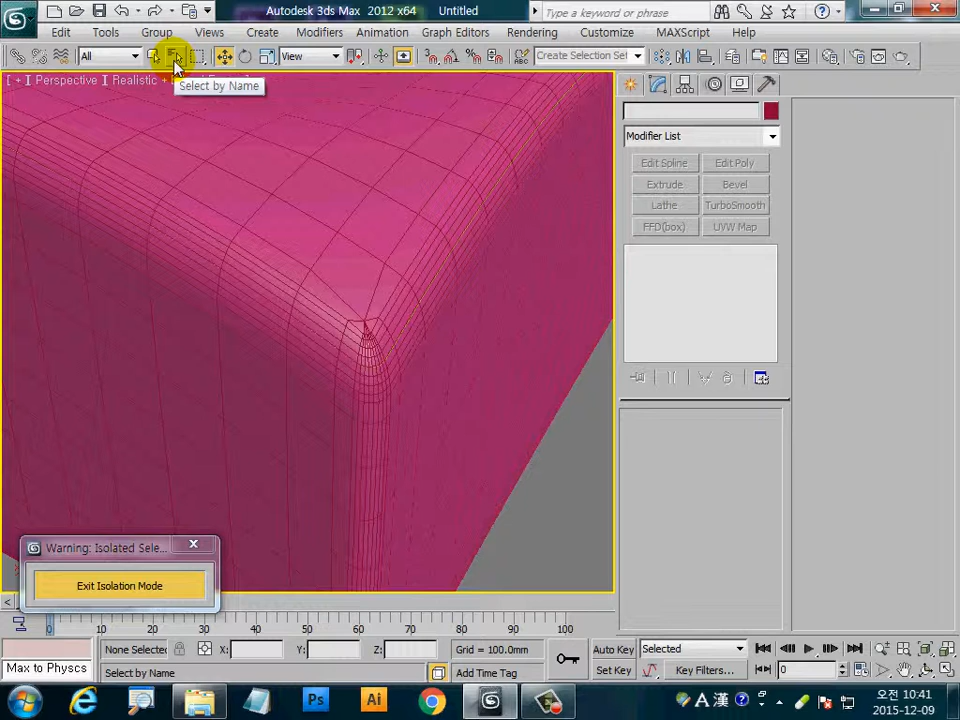 Autodesk 3ds Max 2012 x64 Untitled
Type a keyword or phrase
Edit Tools Group Views Create Modifiers Animation Graph Editors Rendering Customize MAXScript Help
All View Create Selection Se
[ + ] Perspective ] Realistic +
Select by Name
Modifier List
Edit Spline Edit Poly
Extrude Bevel
Lathe TurboSmooth
FFD(box) UVW Map
Warning: Isolated Sele...
Exit Isolation Mode
0 10 20 30 40 50 60 70 80 90 100
None Selected X: Y: Z: Grid = 100.0mm Auto Key Selected
Max to Physcs Select by Name Add Time Tag Set Key Key Filters... 0
Ps Ai A 漢 오전 10:41
2015-12-09